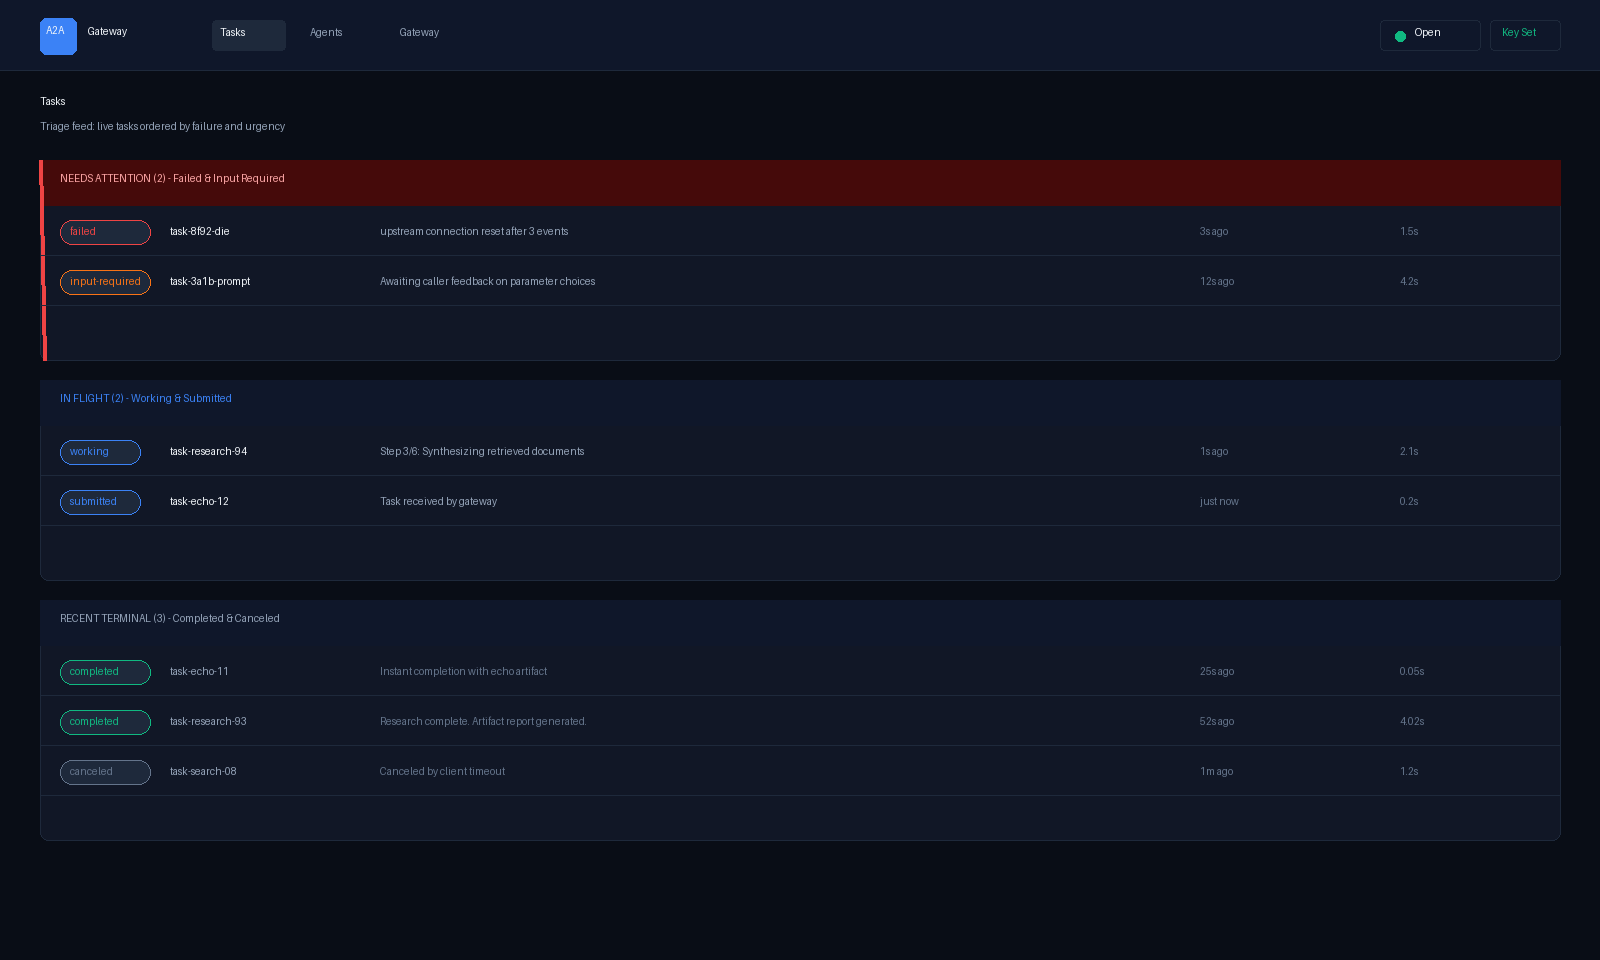 A2A Gateway Tasks Agents Gateway Open Key Set
Tasks
Triage feed: live tasks ordered by failure and urgency
NEEDS ATTENTION (2) - Failed & Input Required
failed task-8f92-die upstream connection reset after 3 events 3s ago 1.5s
input-required task-3a1b-prompt Awaiting caller feedback on parameter choices 12s ago 4.2s
IN FLIGHT (2) - Working & Submitted
working task-research-94 Step 3/6: Synthesizing retrieved documents 1s ago 2.1s
submitted task-echo-12 Task received by gateway just now 0.2s
RECENT TERMINAL (3) - Completed & Canceled
completed task-echo-11 Instant completion with echo artifact 25s ago 0.05s
completed task-research-93 Research complete. Artifact report generated. 52s ago 4.02s
canceled task-search-08 Canceled by client timeout 1m ago 1.2s